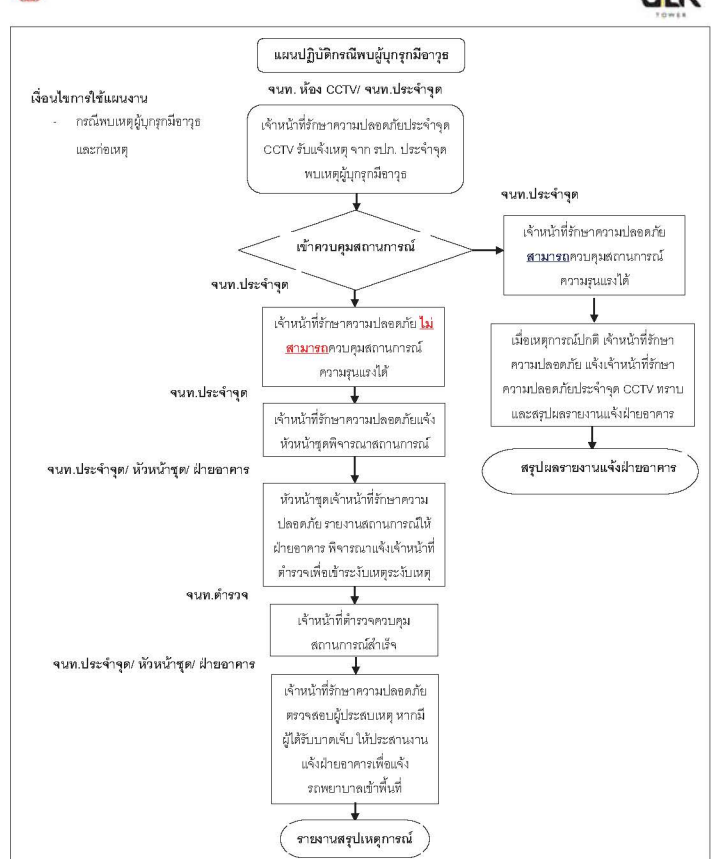 TOWER
แผนปฏิบัติกรณีพบผู้บุกรุกมีอาวุธ
จนท. ห้อง CCTV/ จนท.ประจำจุด
เงื่อนไขการใช้แผนงาน
- กรณีพบเหตุผู้บุกรุกมีอาวุธ
และก่อเหตุ
เจ้าหน้าที่รักษาความปลอดภัยประจำจุด
CCTV รับแจ้งเหตุ จาก รปภ. ประจำจุด
พบเหตุผู้บุกรุกมีอาวุธ
จนท.ประจำจุด
เข้าควบคุมสถานการณ์
เจ้าหน้าที่รักษาความปลอดภัย
สามารถควบคุมสถานการณ์
ความรุนแรงได้
จนท.ประจำจุด
เจ้าหน้าที่รักษาความปลอดภัย ไม่
สามารถควบคุมสถานการณ์
ความรุนแรงได้
เมื่อเหตุการณ์ปกติ เจ้าหน้าที่รักษา
ความปลอดภัย แจ้งเจ้าหน้าที่รักษา
ความปลอดภัยประจำจุด CCTV ทราบ
และสรุปผลรายงานแจ้งฝ่ายอาคาร
สรุปผลรายงานแจ้งฝ่ายอาคาร
จนท.ประจำจุด
เจ้าหน้าที่รักษาความปลอดภัยแจ้ง
หัวหน้าชุดพิจารณาสถานการณ์
จนท.ประจำจุด/ หัวหน้าชุด/ ฝ่ายอาคาร
หัวหน้าชุดเจ้าหน้าที่รักษาความ
ปลอดภัย รายงานสถานการณ์ให้
ฝ่ายอาคาร พิจารณาแจ้งเจ้าหน้าที่
ตำรวจเพื่อเข้าระงับเหตุระงับเหตุ
จนท.ตำรวจ
เจ้าหน้าที่ตำรวจควบคุม
สถานการณ์สำเร็จ
จนท.ประจำจุด/ หัวหน้าชุด/ ฝ่ายอาคาร
เจ้าหน้าที่รักษาความปลอดภัย
ตรวจสอบผู้ประสบเหตุ หากมี
ผู้ได้รับบาดเจ็บ ให้ประสานงาน
แจ้งฝ่ายอาคารเพื่อแจ้ง
รถพยาบาลเข้าพื้นที่
รายงานสรุปเหตุการณ์